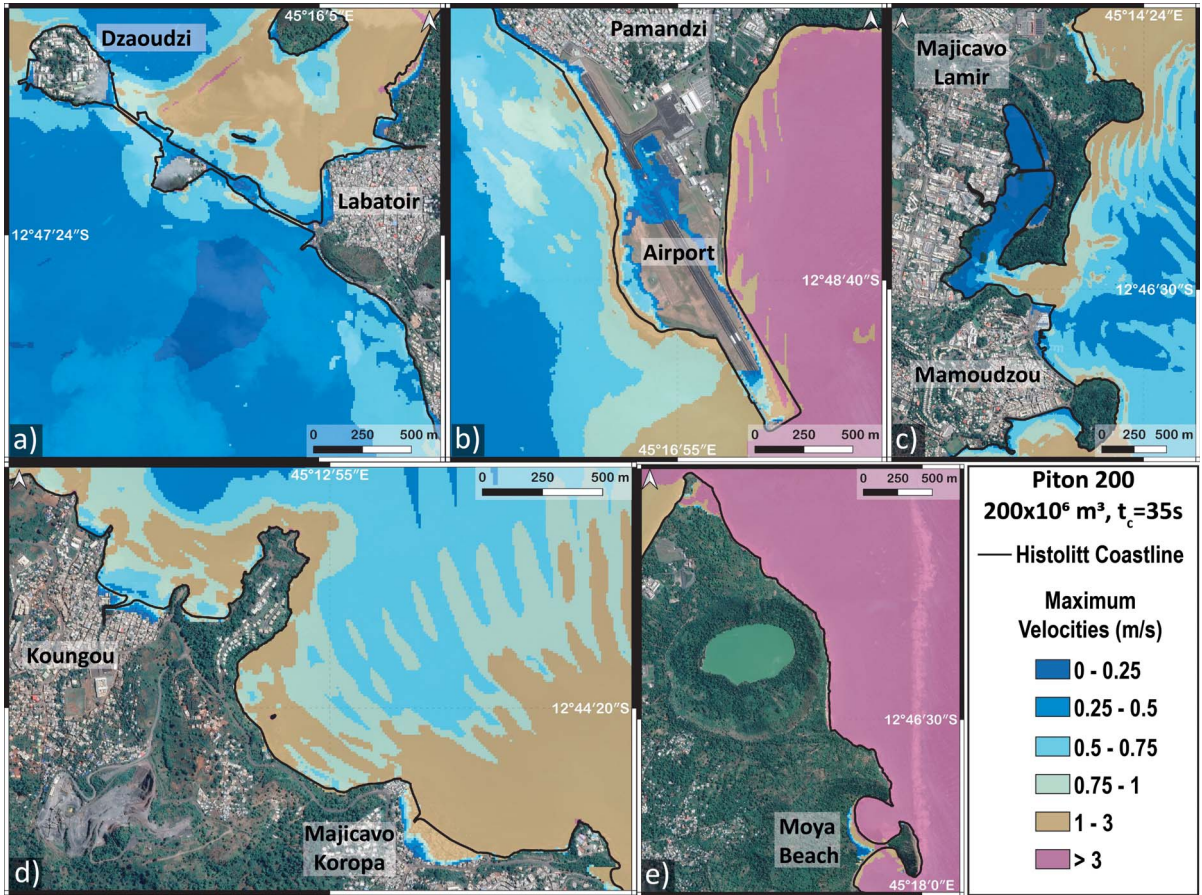 Dzaoudzi
45°16′5″E
Labatoir
12°47′24″S
a)
0 250 500 m
Pamandzi
Airport
12°48′40″S
b)
0 250 500 m
45°16′55″E
45°14′24″E
Majicavo
Lamir
12°46′30″S
Mamoudzou
c)
0 250 500 m
45°12′55″E
0 250 500 m
Koungou
12°44′20″S
Majicavo
Koropa
d)
0 250 500 m
12°46′30″S
Moya
Beach
e)
45°18′0″E
Piton 200
200x10⁶ m³, t꜀=35s
Histolitt Coastline
Maximum
Velocities (m/s)
0 - 0.25
0.25 - 0.5
0.5 - 0.75
0.75 - 1
1 - 3
> 3